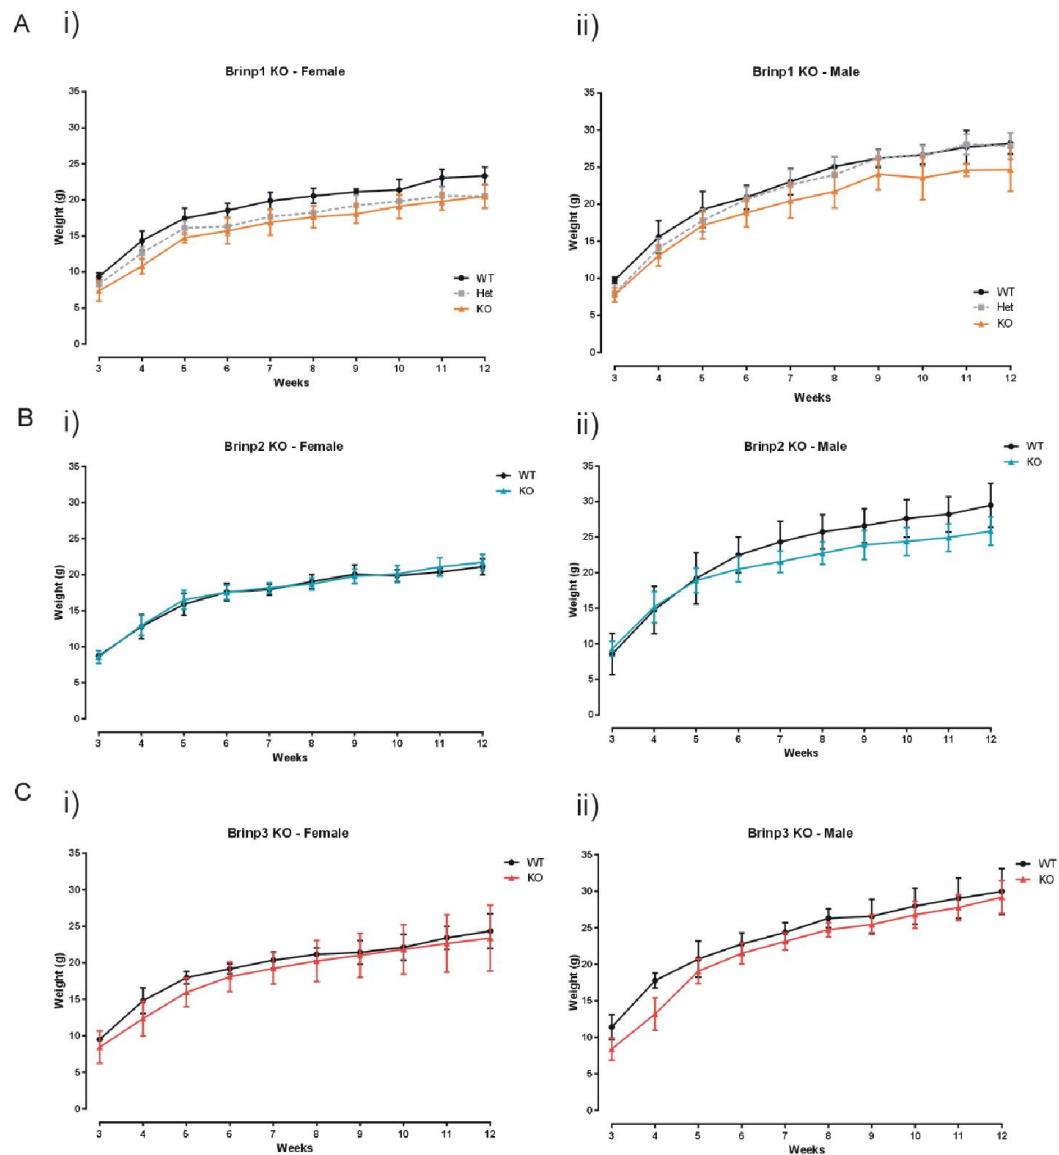 A
i)
ii)
Brinp1 KO - Female
Brinp1 KO - Male
35
30
25
20
15
10
5
0
Weight (g)
WT
Het
KO
3 4 5 6 7 8 9 10 11 12
Weeks
35
30
25
20
15
10
5
0
Weight (g)
WT
Het
KO
3 4 5 6 7 8 9 10 11 12
Weeks
B
i)
ii)
Brinp2 KO - Female
Brinp2 KO - Male
35
30
25
20
15
10
5
0
Weight (g)
WT
KO
3 4 5 6 7 8 9 10 11 12
Weeks
35
30
25
20
15
10
5
0
Weight (g)
WT
KO
3 4 5 6 7 8 9 10 11 12
Weeks
C
i)
ii)
Brinp3 KO - Female
Brinp3 KO - Male
35
30
25
20
15
10
5
0
Weight (g)
WT
KO
3 4 5 6 7 8 9 10 11 12
Weeks
35
30
25
20
15
10
5
0
Weight (g)
WT
KO
3 4 5 6 7 8 9 10 11 12
Weeks